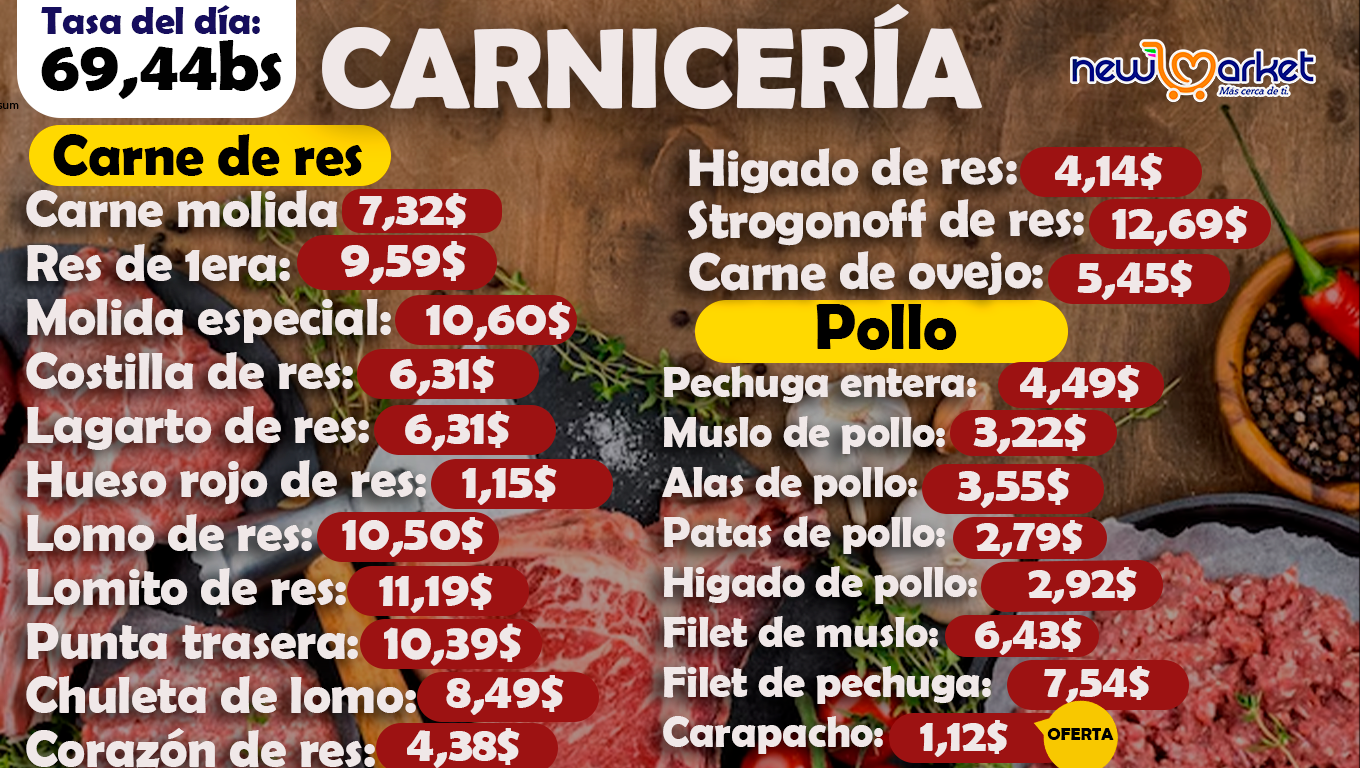 Tasa del día:
69,44bs
sum
CARNICERÍA
new market
Más cerca de ti.
Carne de res
Carne molida 7,32$
Res de 1era: 9,59$
Molida especial: 10,60$
Costilla de res: 6,31$
Lagarto de res: 6,31$
Hueso rojo de res: 1,15$
Lomo de res: 10,50$
Lomito de res: 11,19$
Punta trasera: 10,39$
Chuleta de lomo: 8,49$
Corazón de res: 4,38$
Higado de res: 4,14$
Strogonoff de res: 12,69$
Carne de ovejo: 5,45$
Pollo
Pechuga entera: 4,49$
Muslo de pollo: 3,22$
Alas de pollo: 3,55$
Patas de pollo: 2,79$
Higado de pollo: 2,92$
Filet de muslo: 6,43$
Filet de pechuga: 7,54$
Carapacho: 1,12$ OFERTA